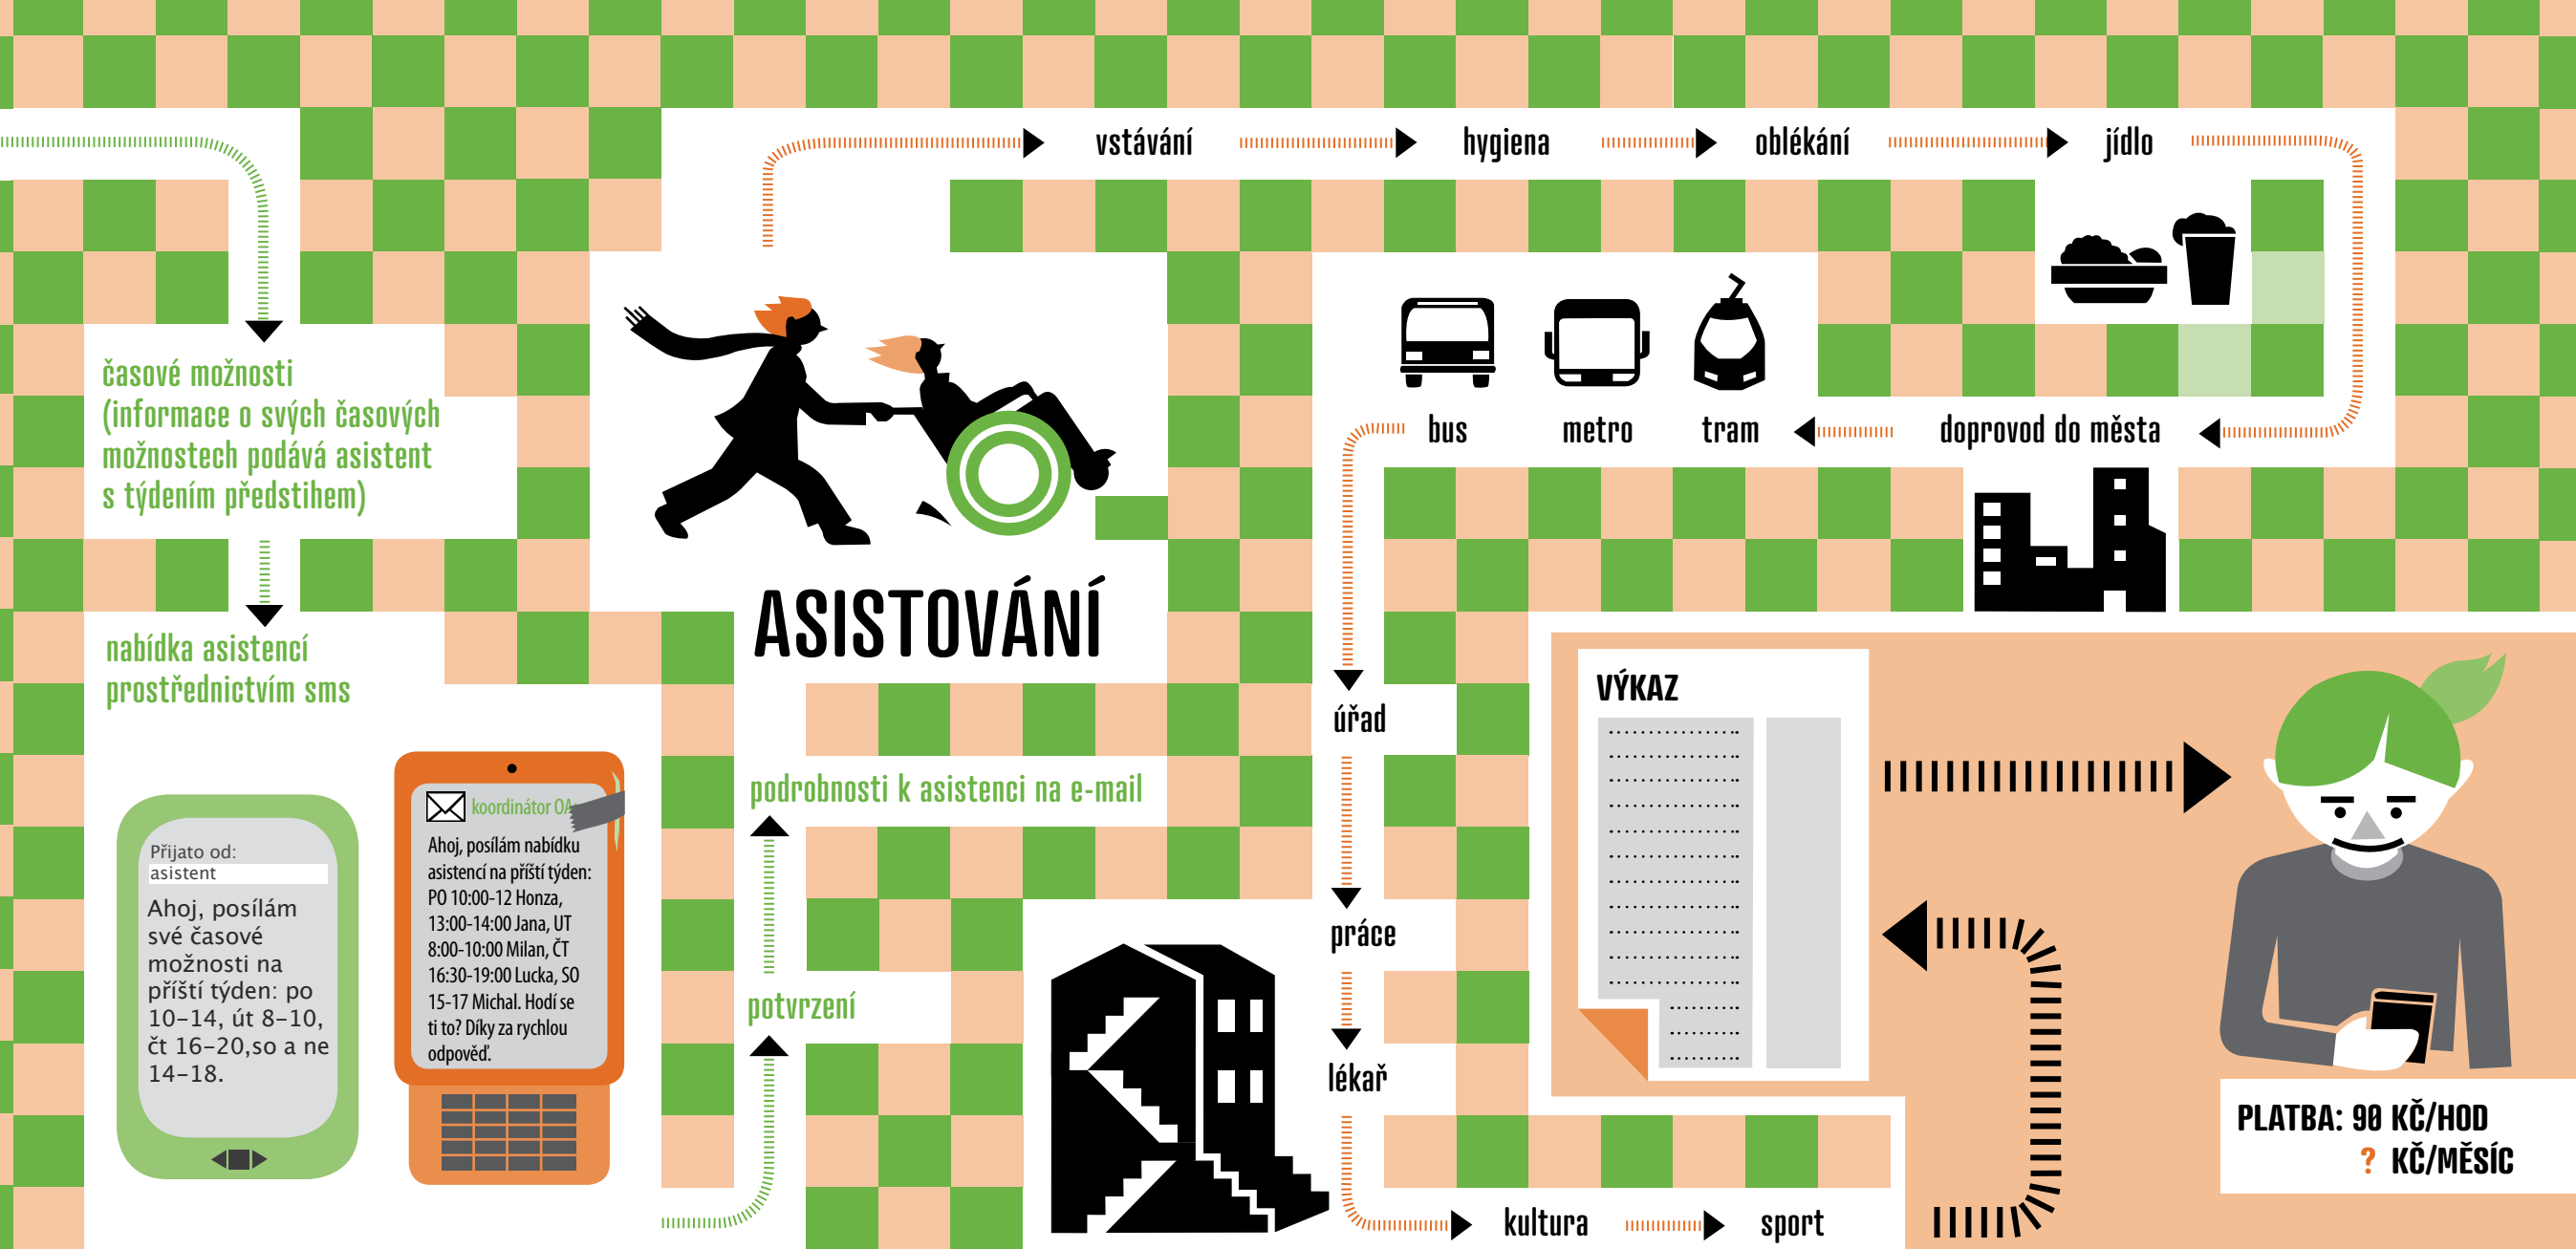 časové možnosti
(informace o svých časových
možnostech podává asistent
s týdením předstihem)
nabídka asistencí
prostřednictvím sms
Přijato od:
asistent
Ahoj, posílám
své časové
možnosti na
příští týden: po
10–14, út 8–10,
čt 16–20,so a ne
14–18.
koordinátor OA:
Ahoj, posílám nabídku
asistencí na příští týden:
PO 10:00-12 Honza,
13:00-14:00 Jana, UT
8:00-10:00 Milan, ČT
16:30-19:00 Lucka, SO
15-17 Michal. Hodí se
ti to? Díky za rychlou
odpověď.
potvrzení
podrobnosti k asistenci na e-mail
ASISTOVÁNÍ
vstávání
hygiena
oblékání
jídlo
doprovod do města
tram
metro
bus
úřad
práce
lékař
kultura
sport
VÝKAZ
PLATBA: 90 KČ/HOD
? KČ/MĚSÍC